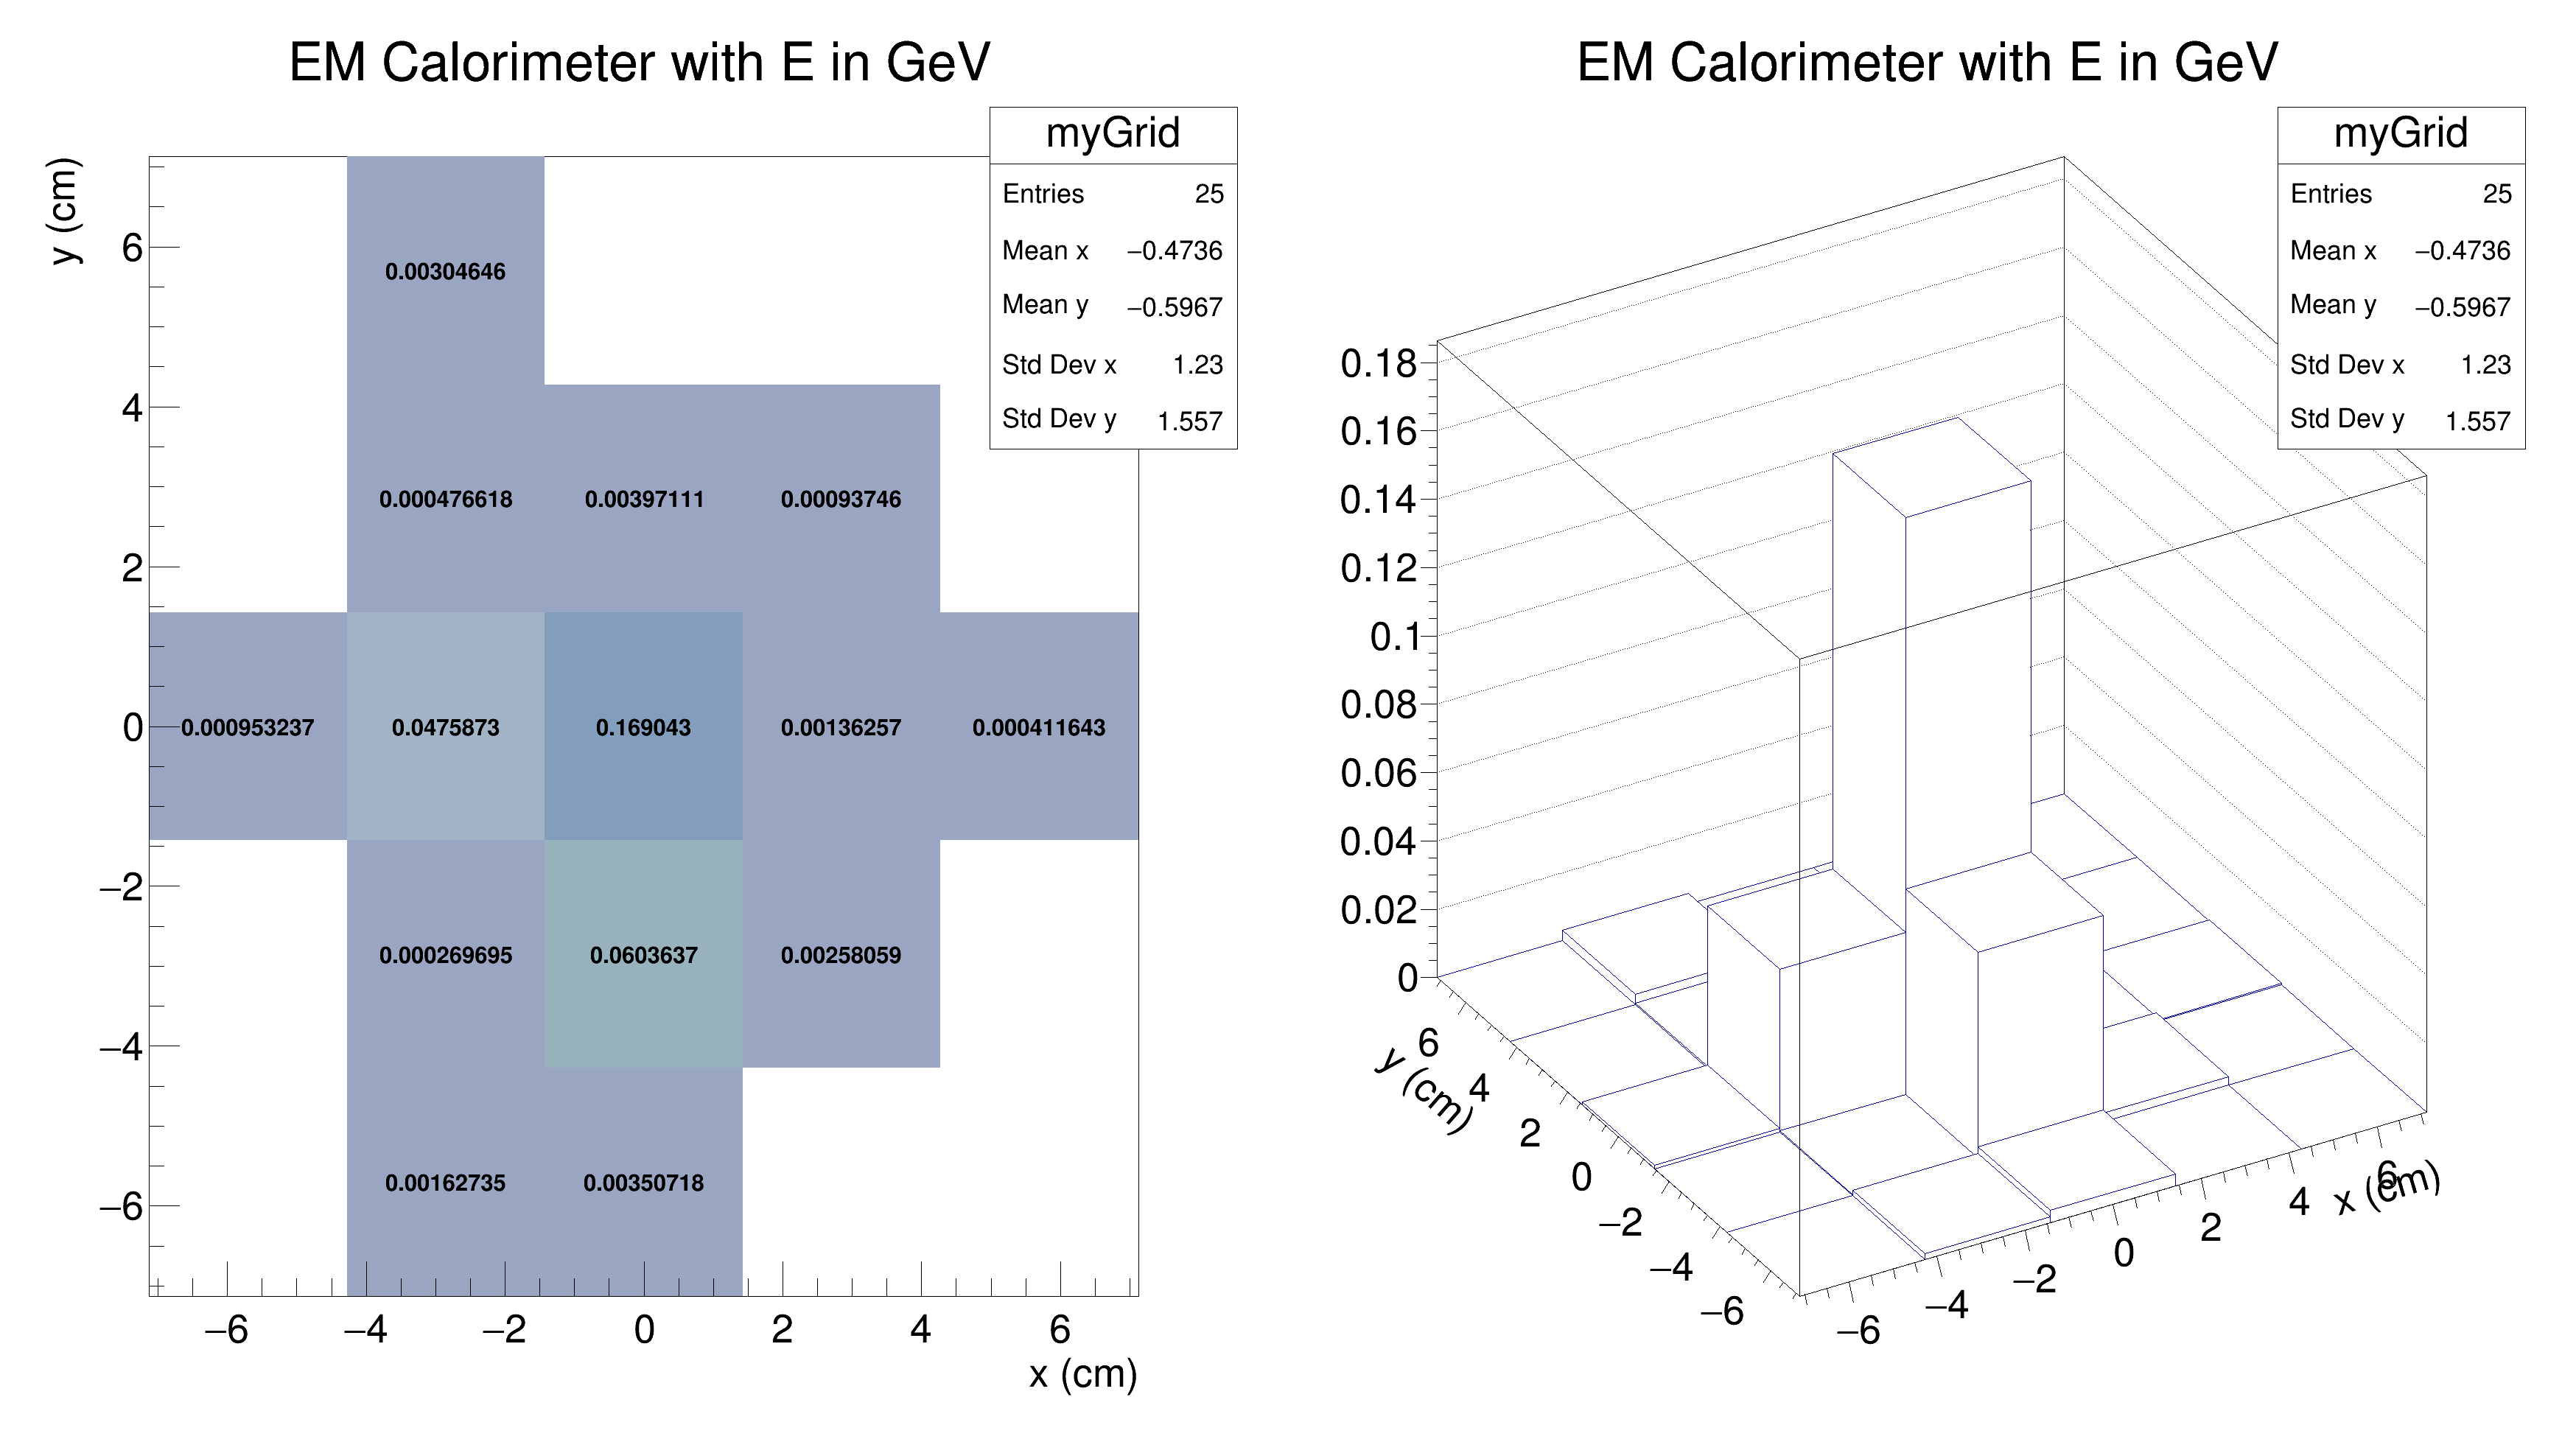 EM Calorimeter with E in GeV
myGrid
Entries 25
Mean x −0.4736
Mean y −0.5967
Std Dev x 1.23
Std Dev y 1.557
y (cm)
6
4
2
0
−2
−4
−6
0.00304646
0.000476618 0.00397111 0.00093746
0.000953237 0.0475873 0.169043 0.00136257 0.000411643
0.000269695 0.0603637 0.00258059
0.00162735 0.00350718
−6 −4 −2 0 2 4 6
x (cm)
EM Calorimeter with E in GeV
myGrid
Entries 25
Mean x −0.4736
Mean y −0.5967
Std Dev x 1.23
Std Dev y 1.557
0.18
0.16
0.14
0.12
0.1
0.08
0.06
0.04
0.02
0
6
4
2
0
−2
−4
−6
y (cm)
−6 −4 −2 0 2 4 6
x (cm)